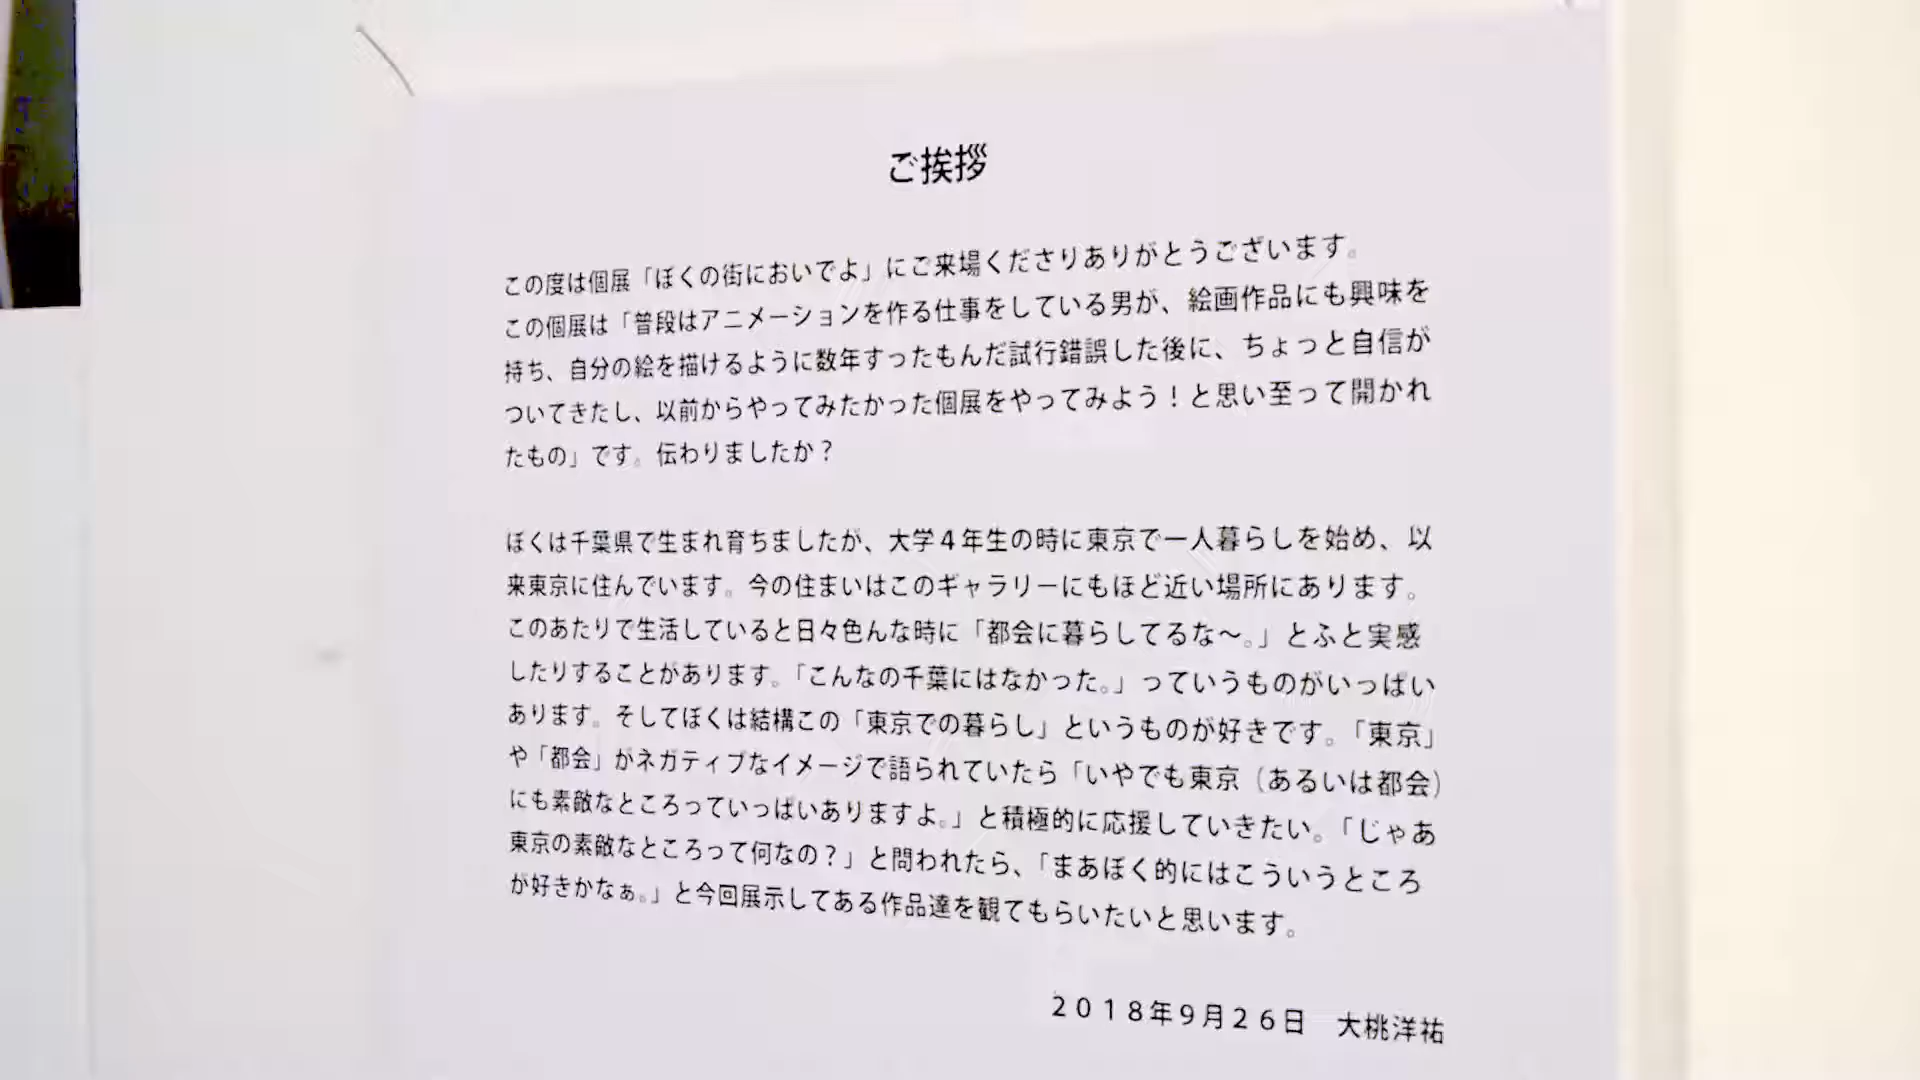 ご挨拶
この度は個展「ぼくの街においでよ」にご来場くださりありがとうございます。
この個展は「普段はアニメーションを作る仕事をしている男が、絵画作品にも興味を
持ち、自分の絵を描けるように数年すったもんだ試行錯誤した後に、ちょっと自信が
ついてきたし、以前からやってみたかった個展をやってみよう！と思い至って開かれ
たもの」です。伝わりましたか？
ぼくは千葉県で生まれ育ちましたが、大学４年生の時に東京で一人暮らしを始め、以
来東京に住んでいます。今の住まいはこのギャラリーにもほど近い場所にあります。
このあたりで生活していると日々色んな時に「都会に暮らしてるな〜。」とふと実感
したりすることがあります。「こんなの千葉にはなかった。」っていうものがいっぱい
あります。そしてぼくは結構この「東京での暮らし」というものが好きです。「東京」
や「都会」がネガティブなイメージで語られていたら「いやでも東京（あるいは都会）
にも素敵なところっていっぱいありますよ。」と積極的に応援していきたい。「じゃあ
東京の素敵なところって何なの？」と問われたら、「まあぼく的にはこういうところ
が好きかなぁ。」と今回展示してある作品達を観てもらいたいと思います。
２０１８年９月２６日　大桃洋祐